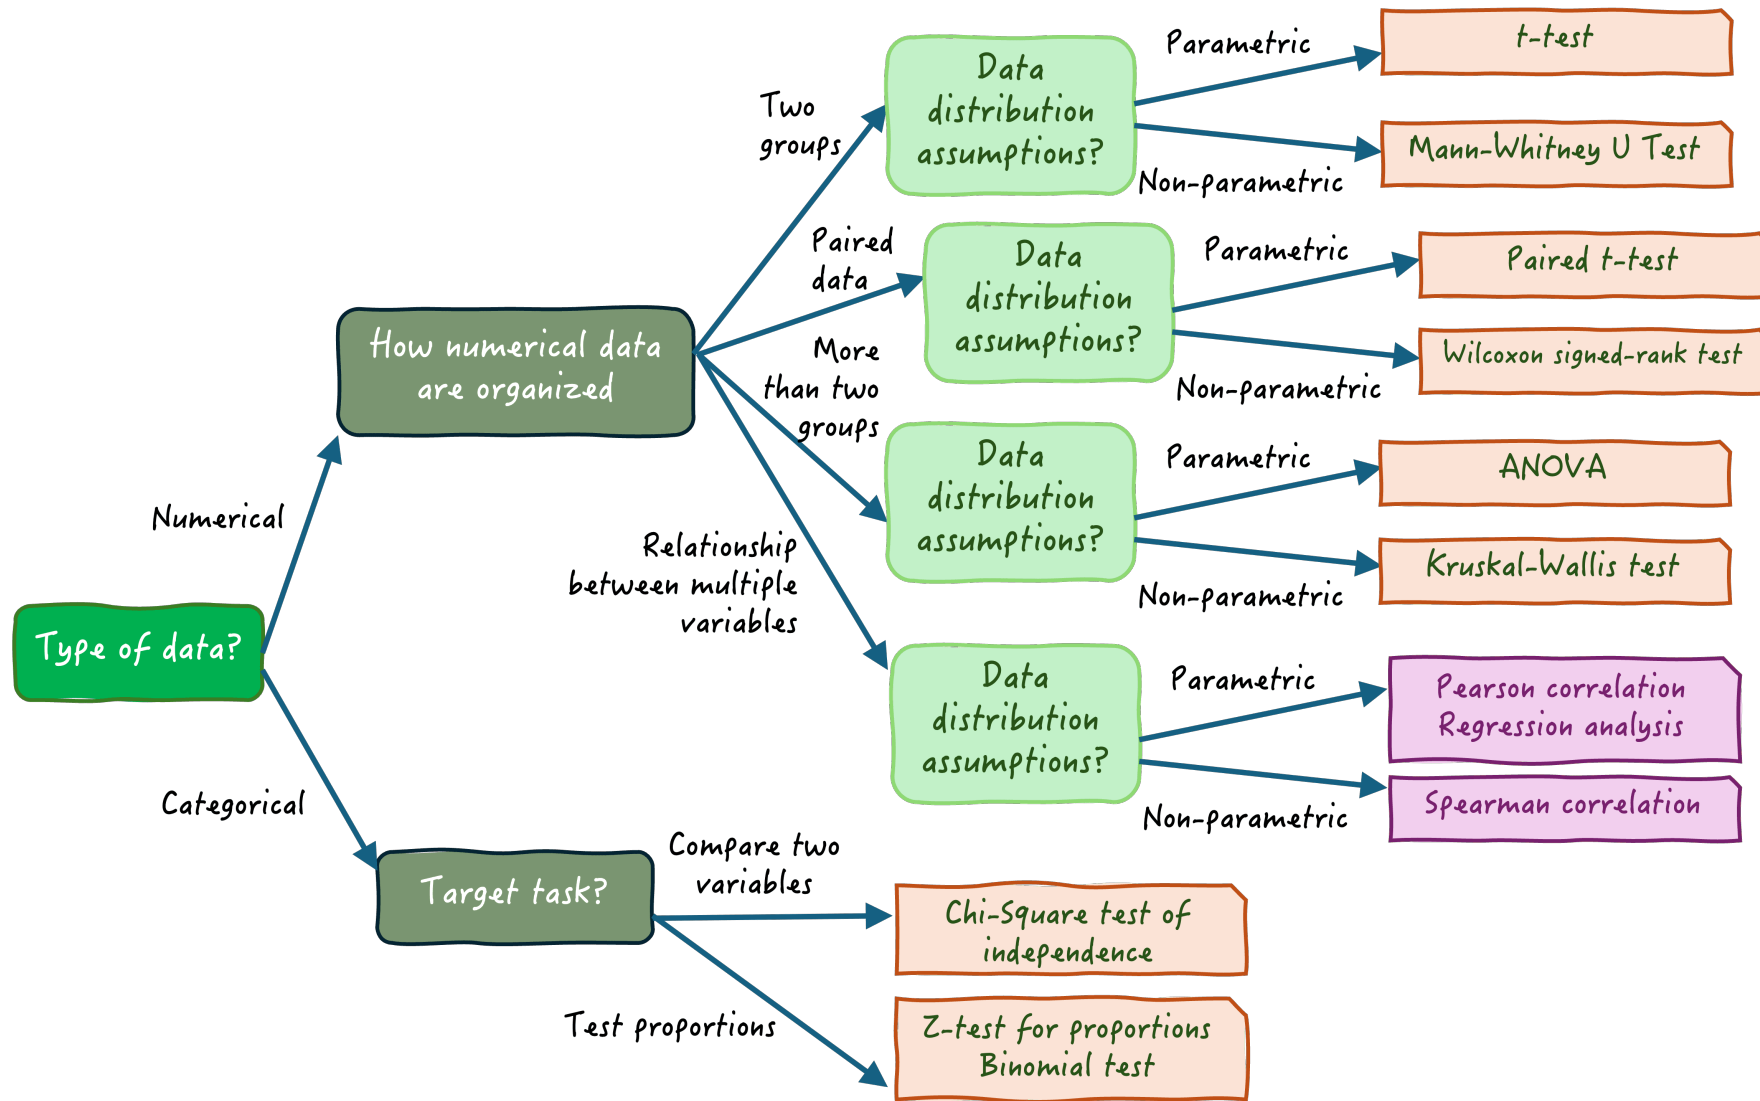 Type of data?
Numerical
Categorical
How numerical data
are organized
Two
groups
Paired
data
More
than two
groups
Relationship
between multiple
variables
Data
distribution
assumptions?
Parametric
Non-parametric
t-test
Mann-Whitney U Test
Data
distribution
assumptions?
Parametric
Non-parametric
Paired t-test
Wilcoxon signed-rank test
Data
distribution
assumptions?
Parametric
Non-parametric
ANOVA
Kruskal-Wallis test
Data
distribution
assumptions?
Parametric
Non-parametric
Pearson correlation
Regression analysis
Spearman correlation
Target task?
Compare two
variables
Test proportions
Chi-Square test of
independence
Z-test for proportions
Binomial test